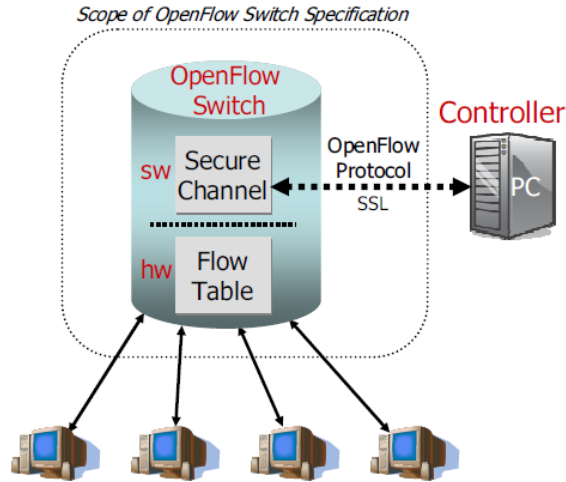 Scope of OpenFlow Switch Specification
OpenFlow
Switch
Controller
sw
Secure
Channel
OpenFlow
Protocol
SSL
PC
hw
Flow
Table